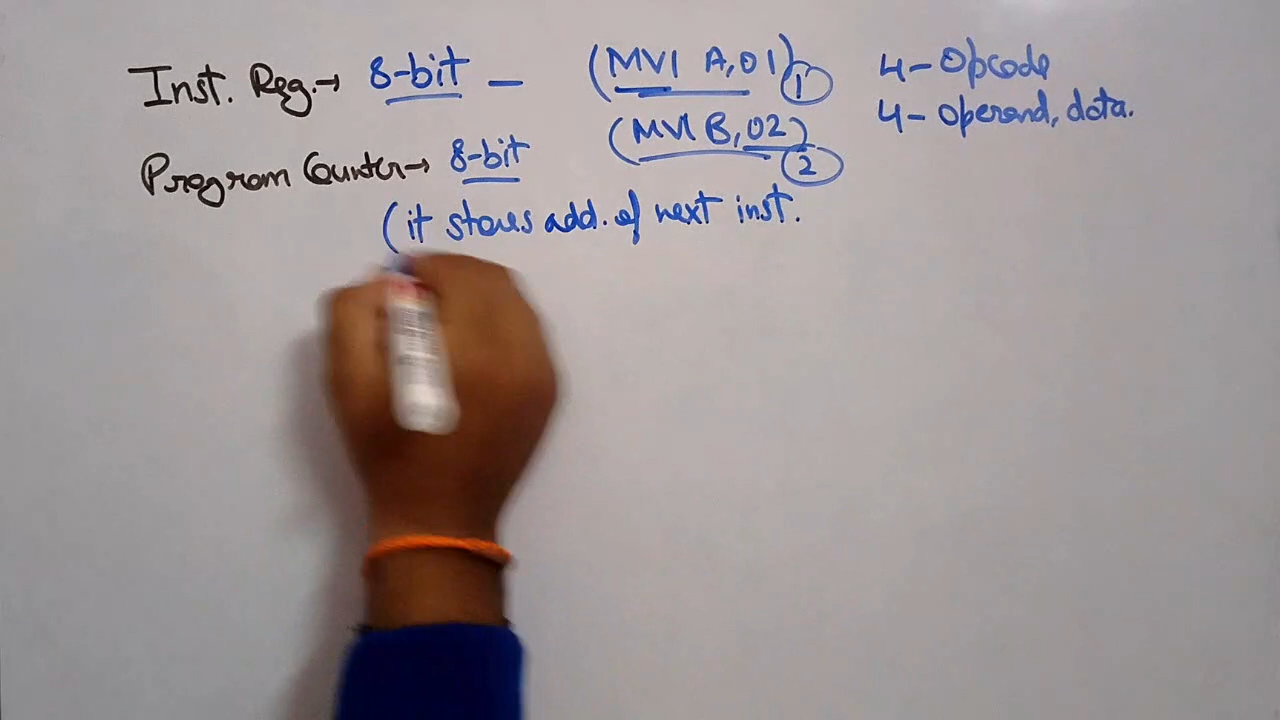 Inst. Reg.→ 8-bit – (MVI A,01) 1 4- Opcode
(MVI B,02) 2 4- Operand, data.
Program Counter→ 8-bit
(it stores add. of next inst.